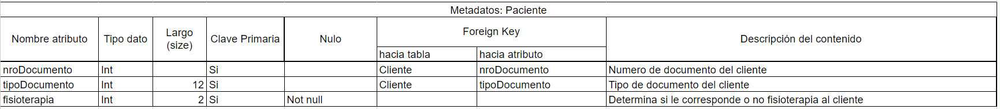 Metadatos: Paciente
Nombre atributo Tipo dato Largo (size) Clave Primaria Nulo Foreign Key Descripción del contenido
hacia tabla hacia atributo
nroDocumento Int Si Cliente nroDocumento Numero de documento del cliente
tipoDocumento Int 12 Si Cliente tipoDocumento Tipo de documento del cliente
fisioterapia Int 2 Si Not null Determina si le corresponde o no fisioterapia al cliente